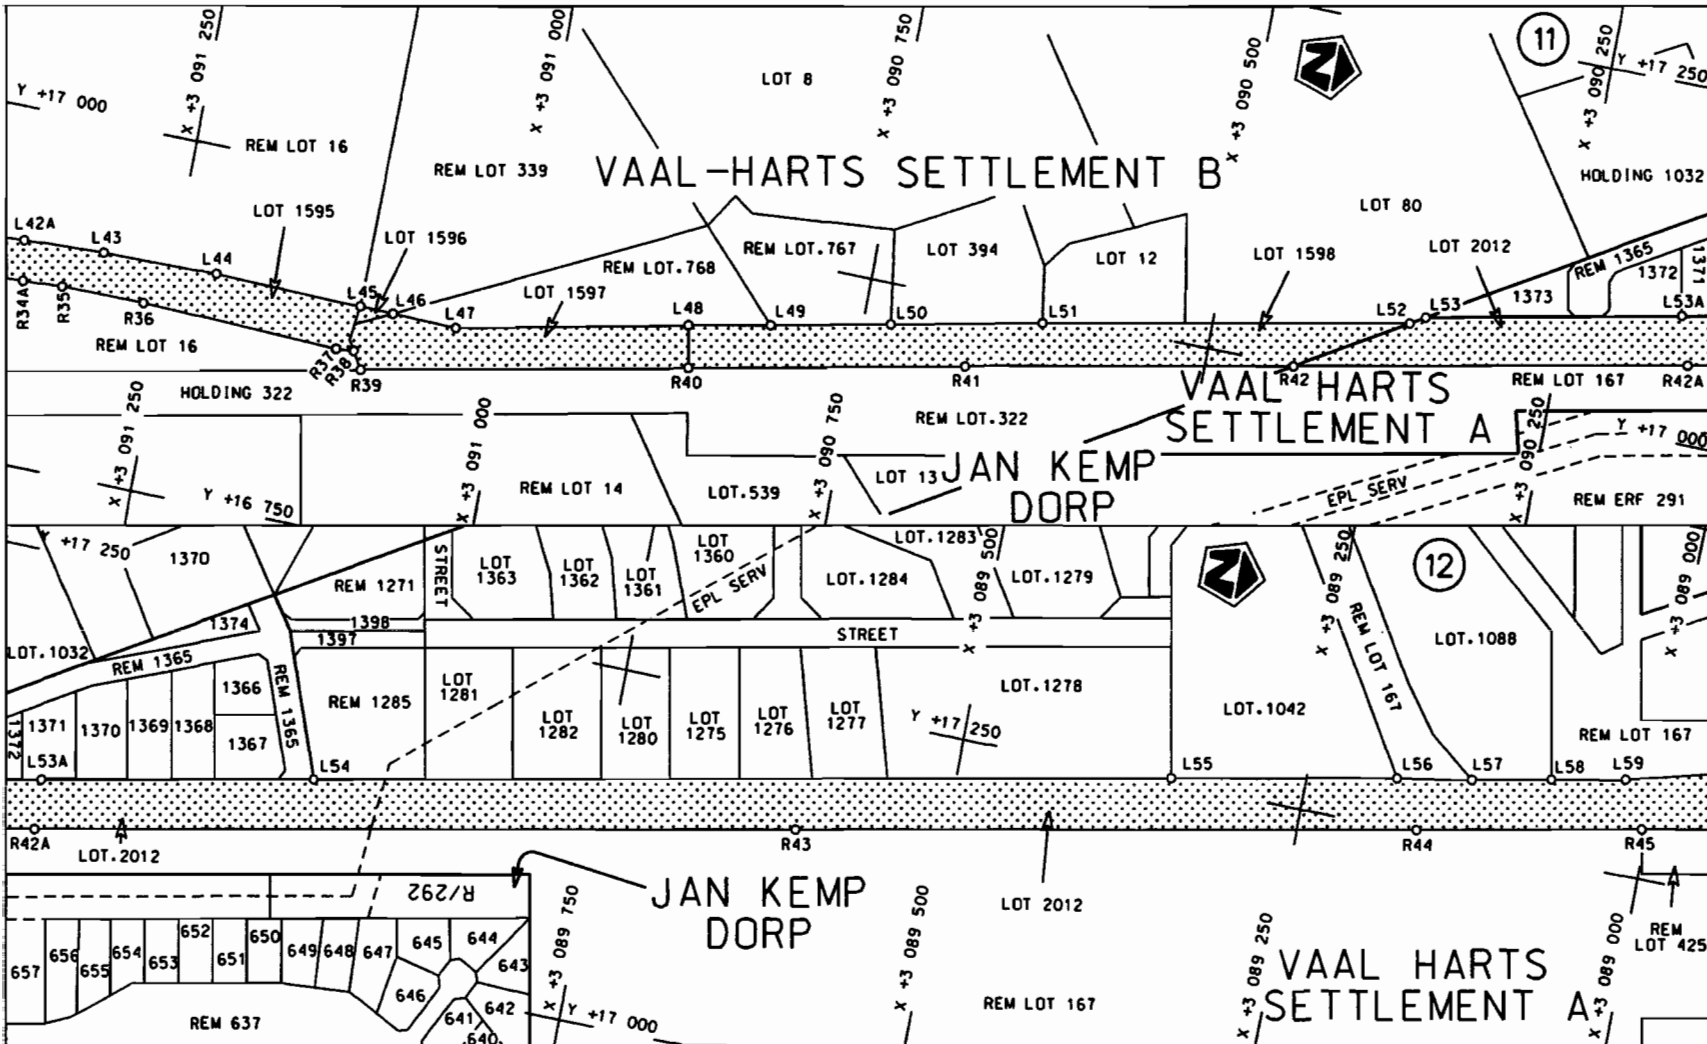 X +3 091 250
X +3 091 000
X +3 090 750
X +3 090 500
X +3 090 250
11
Y +17 250
Y +17 000
N
LOT 8
REM LOT 16
REM LOT 339
VAAL-HARTS SETTLEMENT B
HOLDING 1032
LOT 1595
LOT 1596
LOT 80
L42A
L43
L44
L45
L46
L47
REM LOT.768
REM LOT.767
LOT 394
LOT 12
LOT 1598
LOT 2012
REM 1365
1371
1372
1373
LOT 1597
L48
L49
L50
L51
L52
L53
L53A
R34A
R35
R36
REM LOT 16
R37
R38
R39
R40
R41
R42
R42A
HOLDING 322
REM LOT.322
VAAL HARTS
SETTLEMENT A
REM LOT 167
X +3 091 250
X +3 091 000
X +3 090 750
X +3 090 250
Y +17 000
Y +16 750
REM LOT 14
LOT.539
LOT 13
JAN KEMP
DORP
EPL SERV
REM ERF 291
Y +17 250
1370
REM 1271
STREET
LOT
1363
LOT
1362
LOT
1361
LOT
1360
EPL SERV
LOT.1283
LOT.1284
X +3 089 500
LOT.1279
N
X +3 089 250
12
X +3 089 000
1374
1398
1397
STREET
LOT.1032
REM 1365
REM 1365
REM LOT 167
LOT.1088
1366
REM 1285
LOT
1281
LOT.1278
1372
1371
1370
1369
1368
1367
LOT
1282
LOT
1280
LOT
1275
LOT
1276
LOT
1277
Y +17 250
LOT.1042
REM LOT 167
L53A
L54
L55
L56
L57
L58
L59
R42A
R43
R44
R45
LOT.2012
R/292
JAN KEMP
DORP
X +3 089 750
X +3 089 500
LOT 2012
X +3 089 250
X +3 089 000
REM
LOT 425
VAAL HARTS
SETTLEMENT A
657
656
655
654
653
652
651
650
649
648
647
645
644
643
646
642
641
640
REM 637
Y +17 000
REM LOT 167